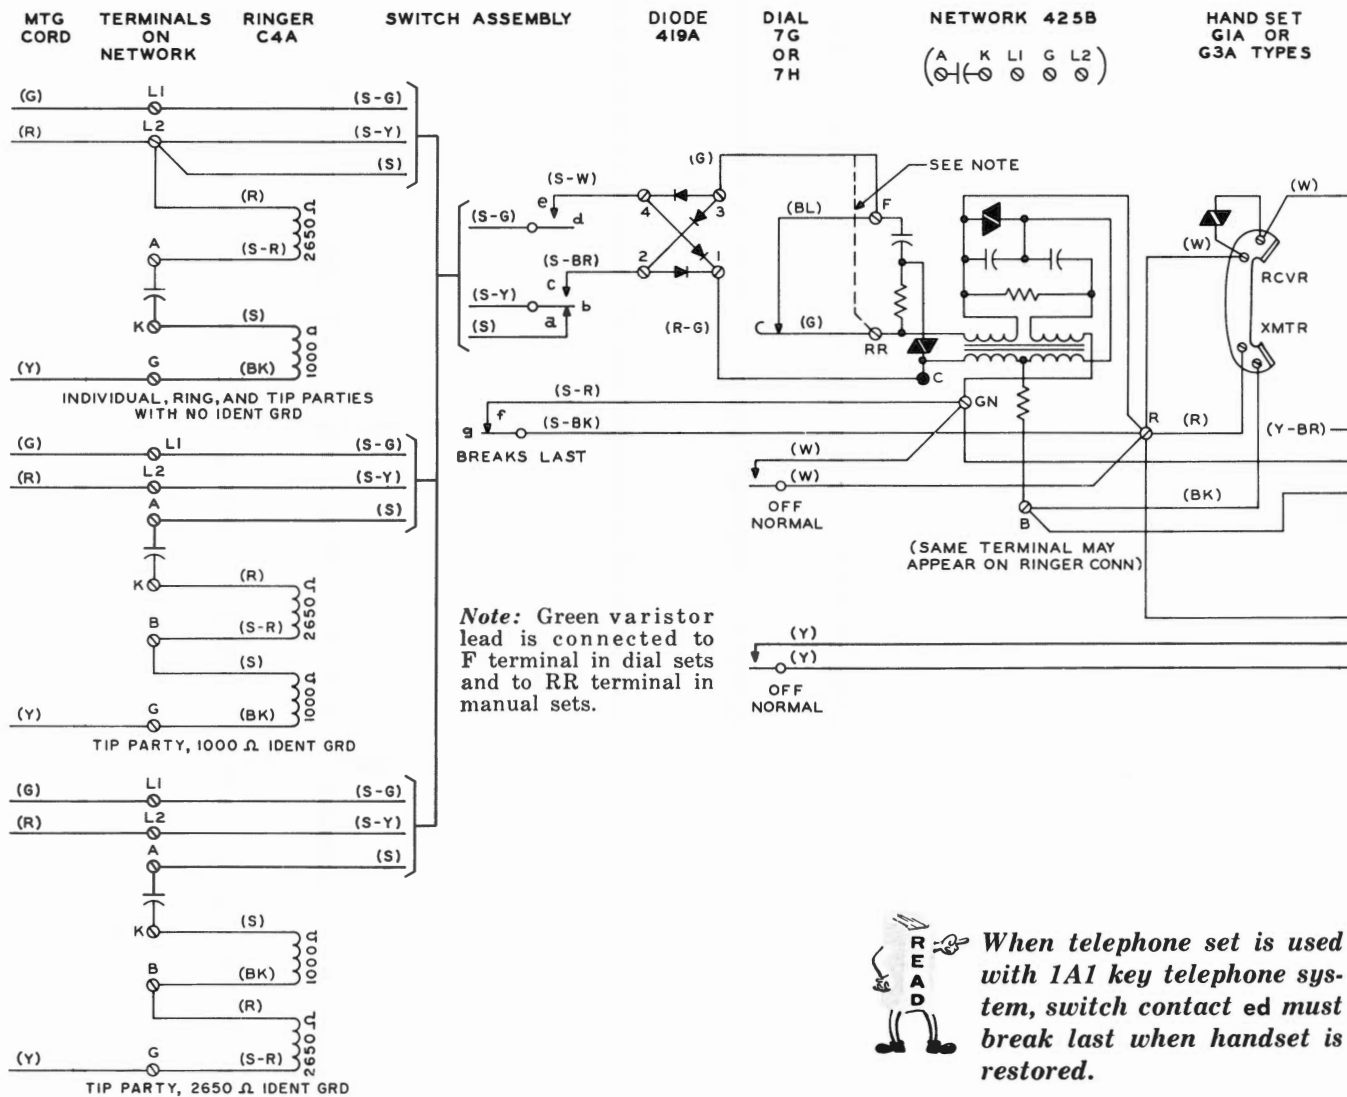 MTG CORD
TERMINALS ON NETWORK
RINGER C4A
SWITCH ASSEMBLY
DIODE 419A
DIAL 7G OR 7H
NETWORK 425B
HAND SET G1A OR G3A TYPES
A K L1 G L2
(G) L1 (S-G)
(R) L2 (S-Y)
(S)
(R)
2650 Ω
A (S-R)
K (S)
1000 Ω
(Y) G (BK)
INDIVIDUAL, RING, AND TIP PARTIES
WITH NO IDENT GRD
(G) L1 (S-G)
(R) L2 (S-Y)
A (S)
K (R)
2650 Ω
B (S-R)
(S)
1000 Ω
(Y) G (BK)
TIP PARTY, 1000 Ω IDENT GRD
(G) L1 (S-G)
(R) L2 (S-Y)
A (S)
K (S)
1000 Ω
B (BK)
(R)
2650 Ω
(Y) G (S-R)
TIP PARTY, 2650 Ω IDENT GRD
(S-W)
e
(S-G) d
(S-BR)
c
(S-Y) b
a
(S)
4 3
2 1
(G)
(R-G)
SEE NOTE
(BL) F
C (G)
RR
C
(S-R) GN
f
g (S-BK)
BREAKS LAST
(W)
(W)
OFF
NORMAL
R (R)
(BK)
B
(SAME TERMINAL MAY
APPEAR ON RINGER CONN)
(W)
(W)
RCVR
XMTR
(Y-BR)
(Y)
(Y)
OFF
NORMAL
Note: Green varistor
lead is connected to
F terminal in dial sets
and to RR terminal in
manual sets.
READ
When telephone set is used
with 1A1 key telephone sys-
tem, switch contact ed must
break last when handset is
restored.